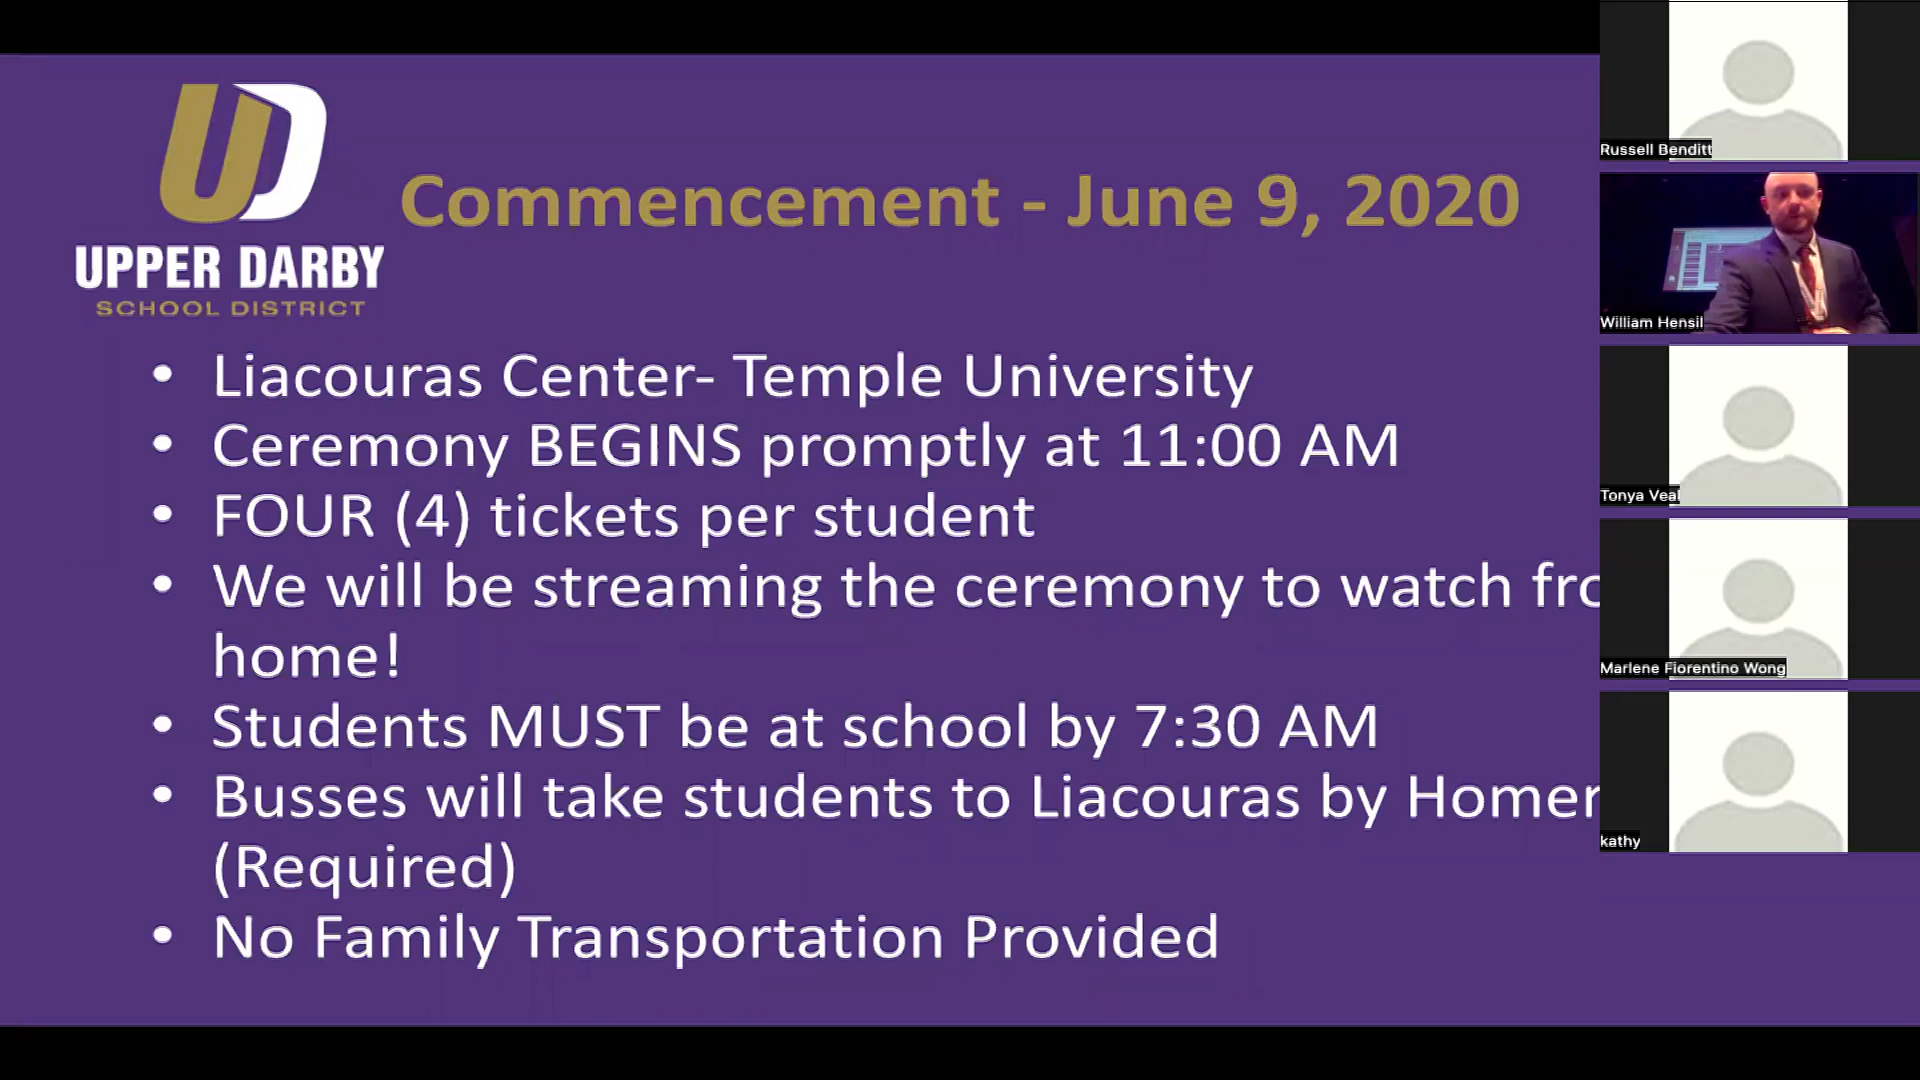 UPPER DARBY
SCHOOL DISTRICT
Commencement - June 9, 2020
• Liacouras Center- Temple University
• Ceremony BEGINS promptly at 11:00 AM
• FOUR (4) tickets per student
• We will be streaming the ceremony to watch
home!
• Students MUST be at school by 7:30 AM
• Busses will take students to Liacouras by
(Required)
• No Family Transportation Provided
Russell Benditt
William Hensil
Tonya Veal
Marlene Fiorentino Wong
kathy